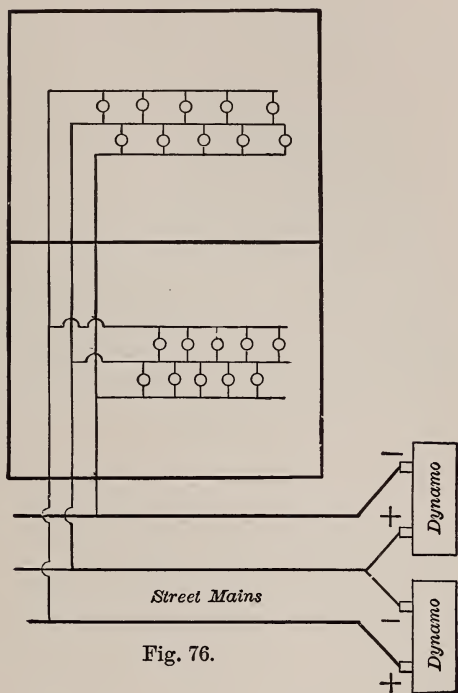 −
Dynamo
+
Street Mains
−
Dynamo
+
Fig. 76.